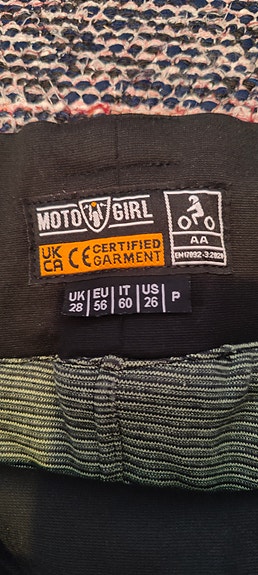 MOTO GIRL
UK CA CE CERTIFIED GARMENT
AA
EN17092-3:2020
UK 28 EU 56 IT 60 US 26 P